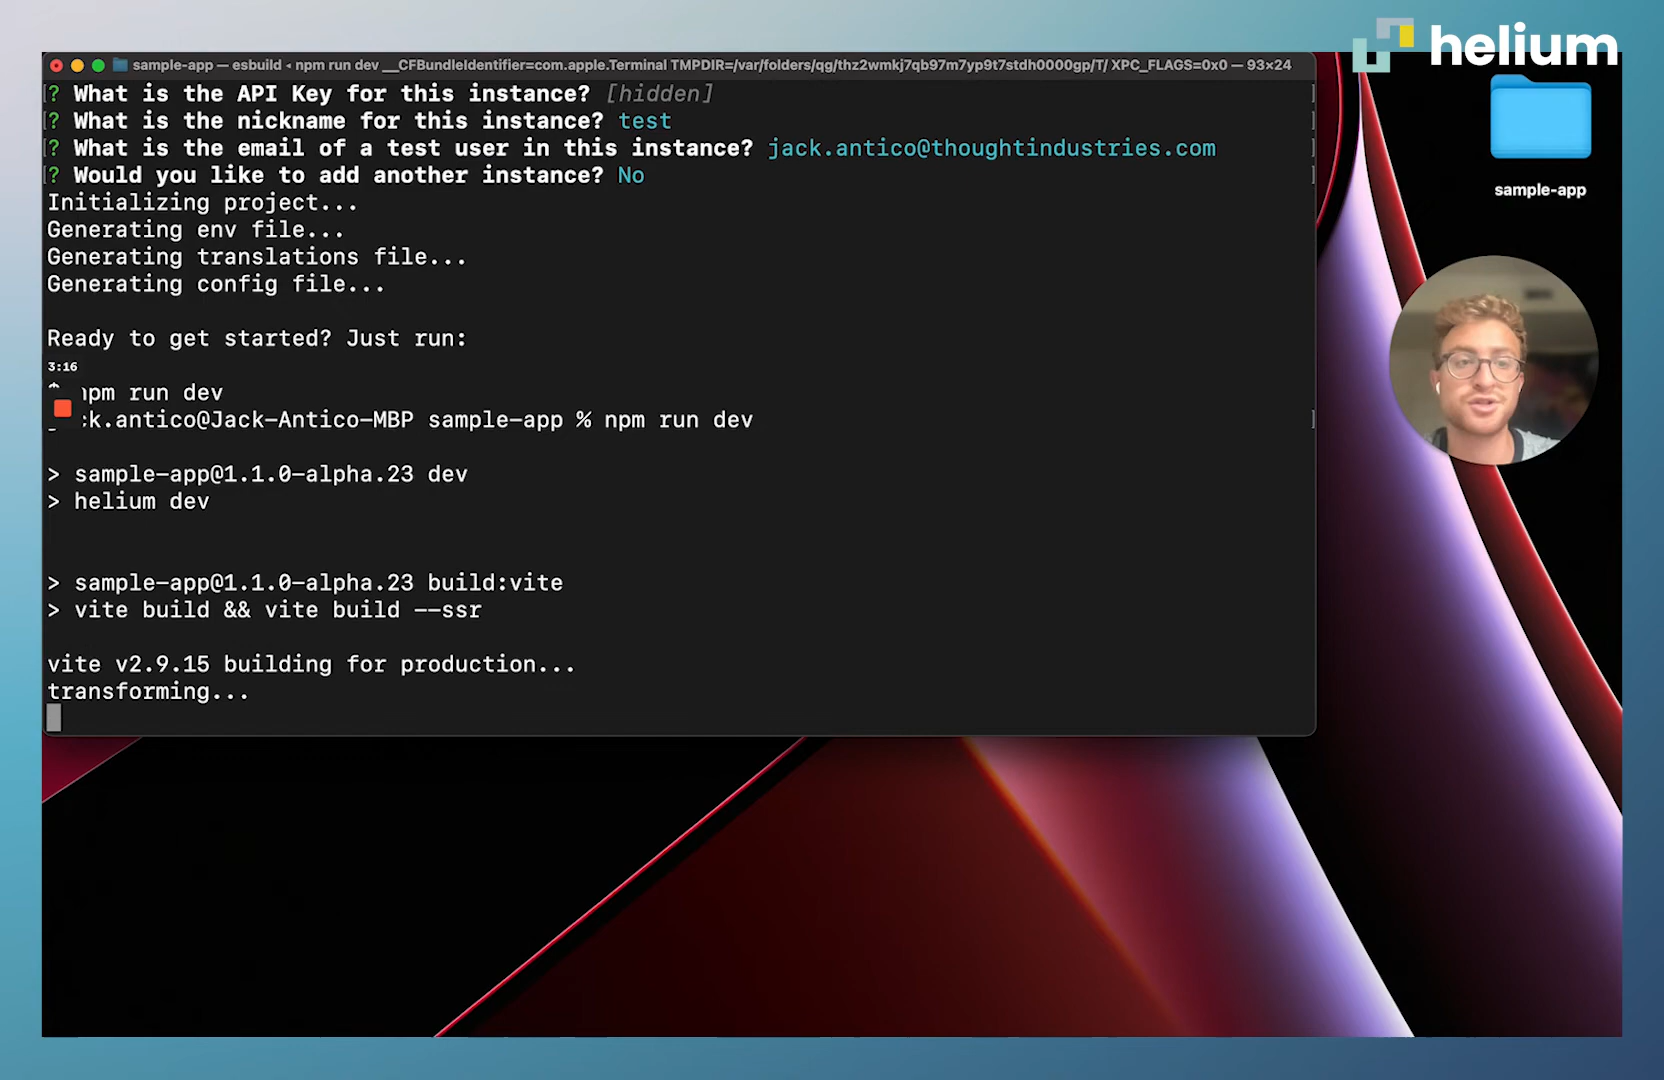 helium
sample-app — esbuild ◂ npm run dev __CFBundleIdentifier=com.apple.Terminal TMPDIR=/var/folders/qg/thz2wmkj7qb97m7yp9t7stdh0000gp/T/ XPC_FLAGS=0x0 — 93×24
? What is the API Key for this instance? [hidden]
? What is the nickname for this instance? test
? What is the email of a test user in this instance? jack.antico@thoughtindustries.com
? Would you like to add another instance? No
Initializing project...
Generating env file...
Generating translations file...
Generating config file...
Ready to get started? Just run:
3:16
npm run dev
k.antico@Jack-Antico-MBP sample-app % npm run dev
> sample-app@1.1.0-alpha.23 dev
> helium dev
> sample-app@1.1.0-alpha.23 build:vite
> vite build && vite build --ssr
vite v2.9.15 building for production...
transforming...
sample-app